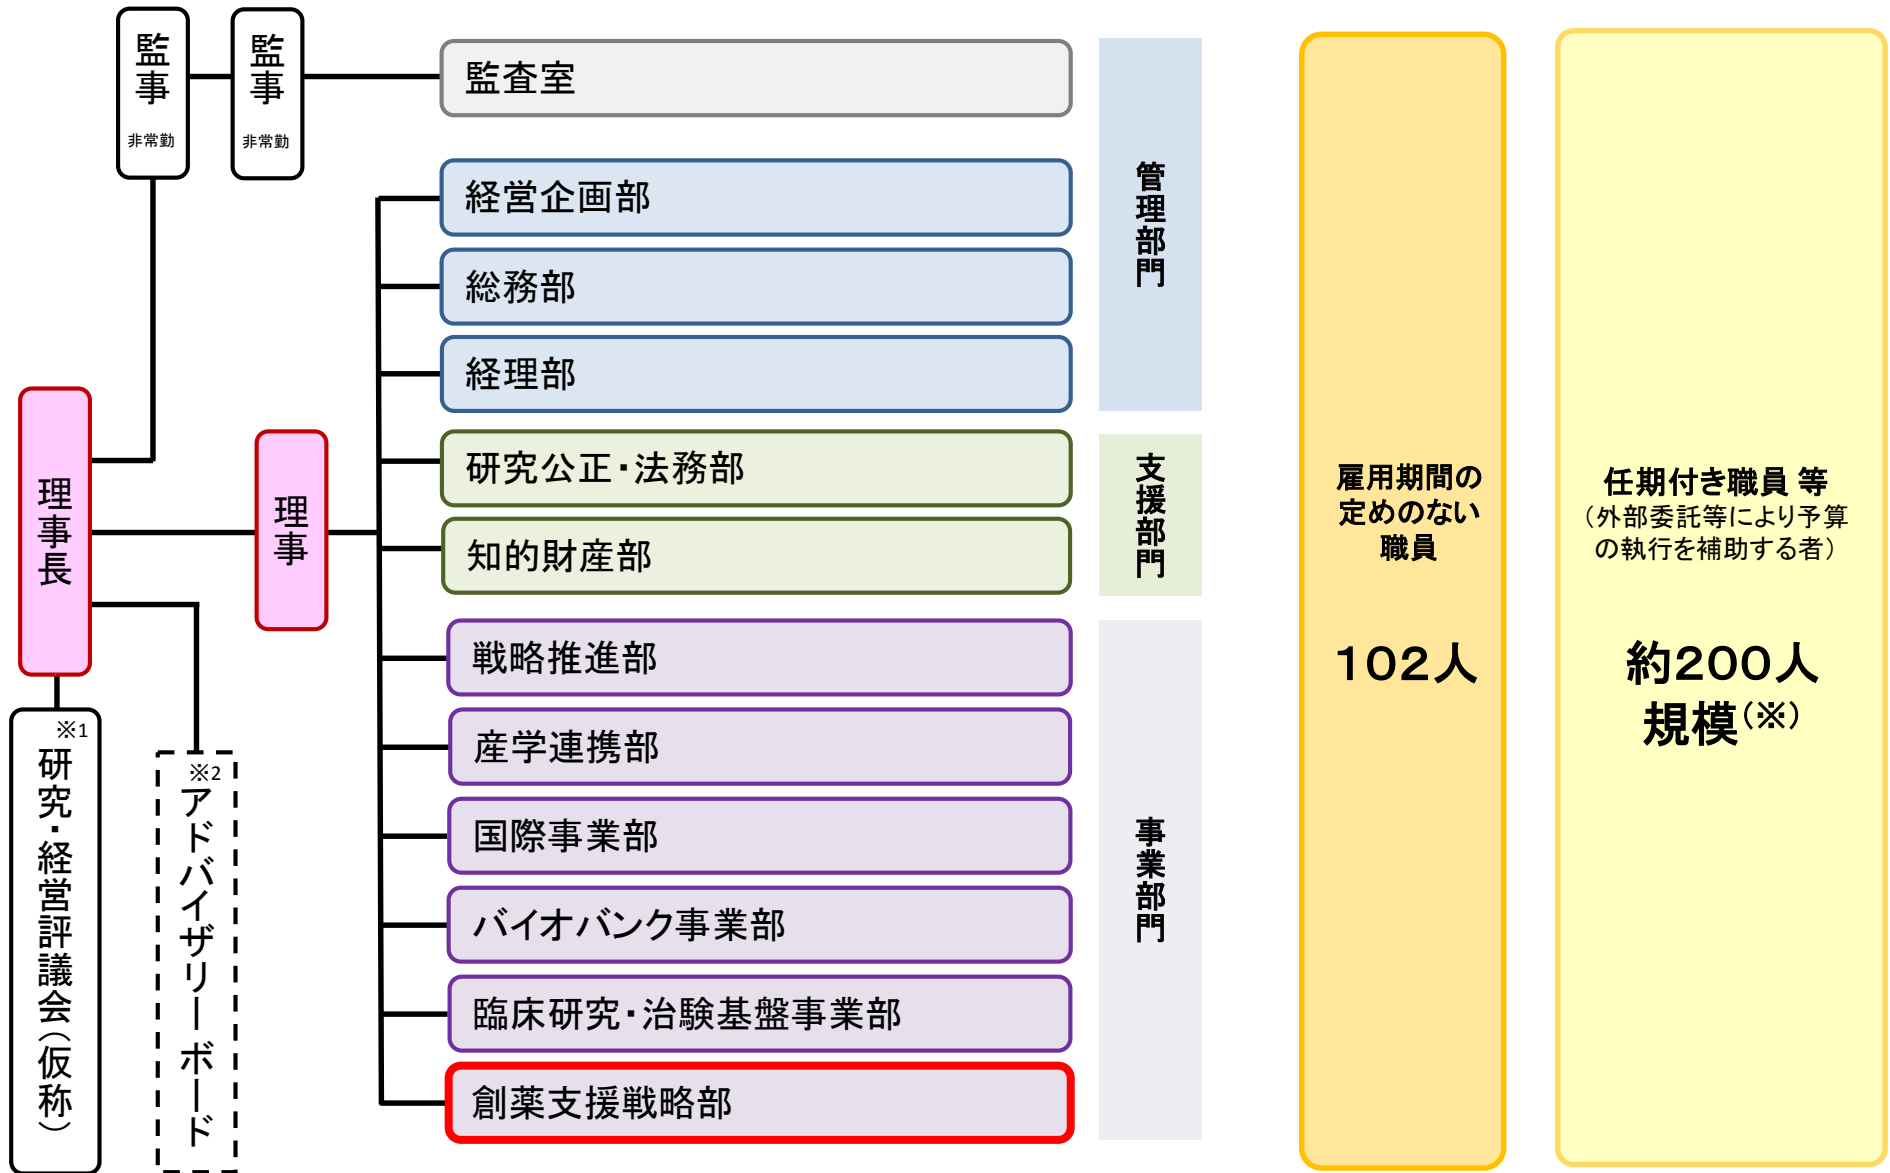 監事
非常勤
監事
非常勤
理事長
※1
研究・経営評議会(仮称)
※2
アドバイザリーボード
理事
監査室
経営企画部
総務部
経理部
研究公正・法務部
知的財産部
戦略推進部
産学連携部
国際事業部
バイオバンク事業部
臨床研究・治験基盤事業部
創薬支援戦略部
管理部門
支援部門
事業部門
雇用期間の
定めのない
職員
102人
任期付き職員 等
(外部委託等により予算
の執行を補助する者)
約200人
規模(※)